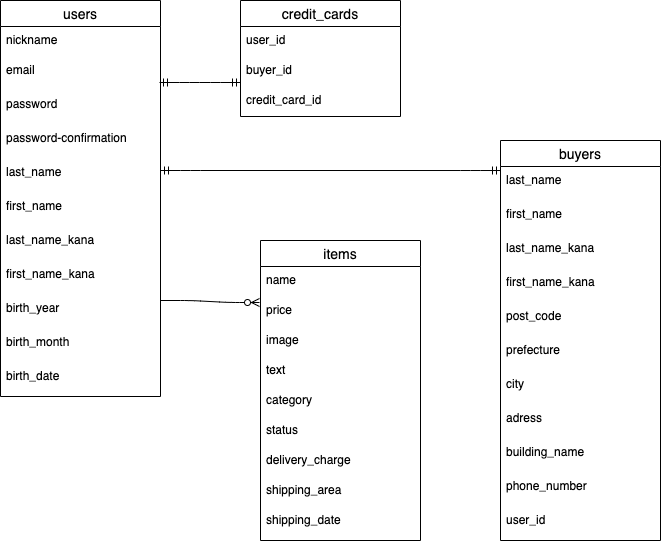 users
nickname
email
password
password-confirmation
last_name
first_name
last_name_kana
first_name_kana
birth_year
birth_month
birth_date
credit_cards
user_id
buyer_id
credit_card_id
items
name
price
image
text
category
status
delivery_charge
shipping_area
shipping_date
buyers
last_name
first_name
last_name_kana
first_name_kana
post_code
prefecture
city
adress
building_name
phone_number
user_id